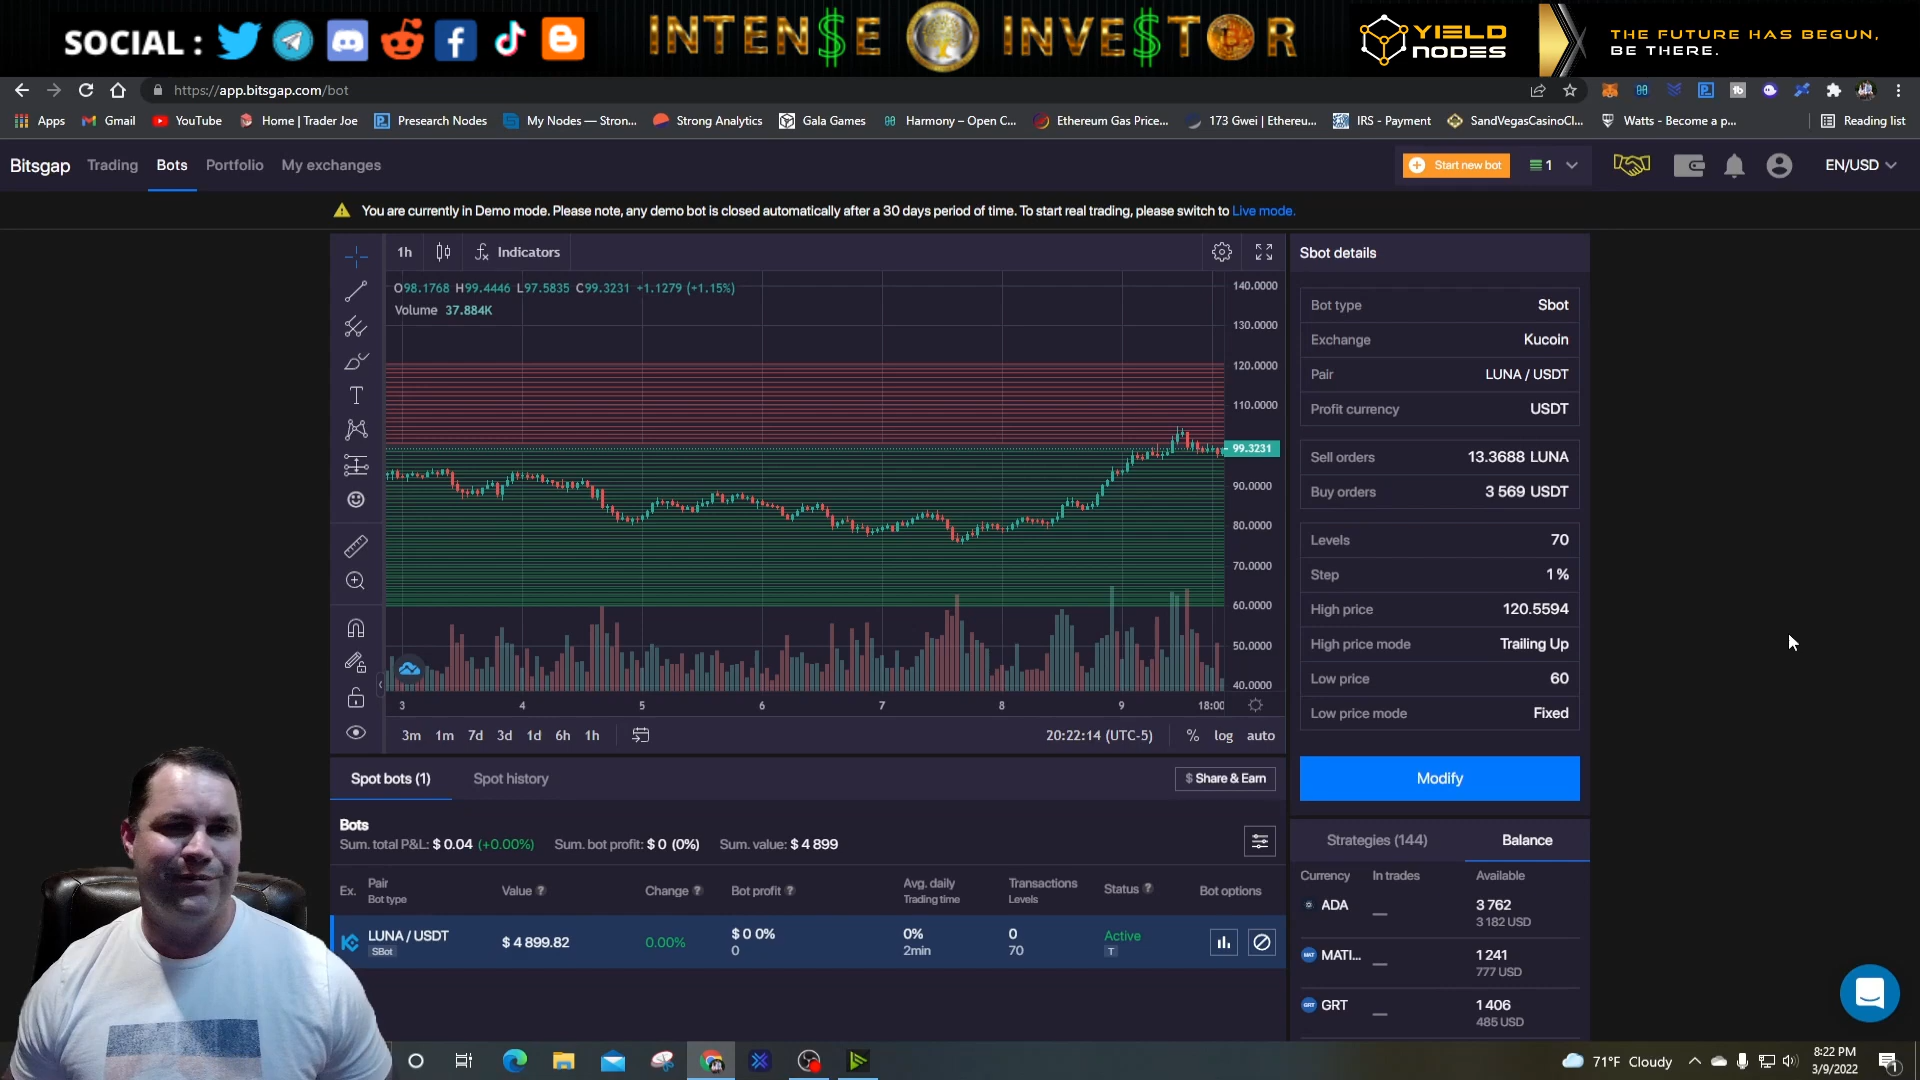 SOCIAL :
INTEN$E INVE$TOR
YIELD NODES
THE FUTURE HAS BEGUN,
BE THERE.
https://app.bitsgap.com/bot
Apps Gmail YouTube Home | Trader Joe Presearch Nodes My Nodes — Stron... Strong Analytics Gala Games Harmony – Open C... Ethereum Gas Price... 173 Gwei | Ethereu... IRS - Payment SandVegasCasinoCl... Watts - Become a p... Reading list
Bitsgap Trading Bots Portfolio My exchanges Start new bot 1 EN/USD
You are currently in Demo mode. Please note, any demo bot is closed automatically after a 30 days period of time. To start real trading, please switch to Live mode.
1h Indicators
O98.1768 H99.4446 L97.5835 C99.3231 +1.1279 (+1.15%)
Volume 37.884K
140.0000
130.0000
120.0000
110.0000
99.3231
90.0000
80.0000
70.0000
60.0000
50.0000
40.0000
3 4 5 6 7 8 9 18:00
3m 1m 7d 3d 1d 6h 1h 20:22:14 (UTC-5) % log auto
Sbot details
Bot type Sbot
Exchange Kucoin
Pair LUNA / USDT
Profit currency USDT
Sell orders 13.3688 LUNA
Buy orders 3 569 USDT
Levels 70
Step 1 %
High price 120.5594
High price mode Trailing Up
Low price 60
Low price mode Fixed
Modify
Spot bots (1) Spot history $ Share & Earn
Bots
Sum. total P&L: $ 0.04 (+0.00%) Sum. bot profit: $ 0 (0%) Sum. value: $ 4 899
Ex. Pair Bot type Value ? Change ? Bot profit ? Avg. daily Trading time Transactions Levels Status ? Bot options
LUNA / USDT $ 4 899.82 0.00% $ 0 0% 0% 0 Active
SBot 0 2min 70 T
Strategies (144) Balance
Currency In trades Available
ADA — 3 762
3 182 USD
MATI... — 1 241
777 USD
GRT — 1 406
485 USD
71°F Cloudy 8:22 PM
3/9/2022
1